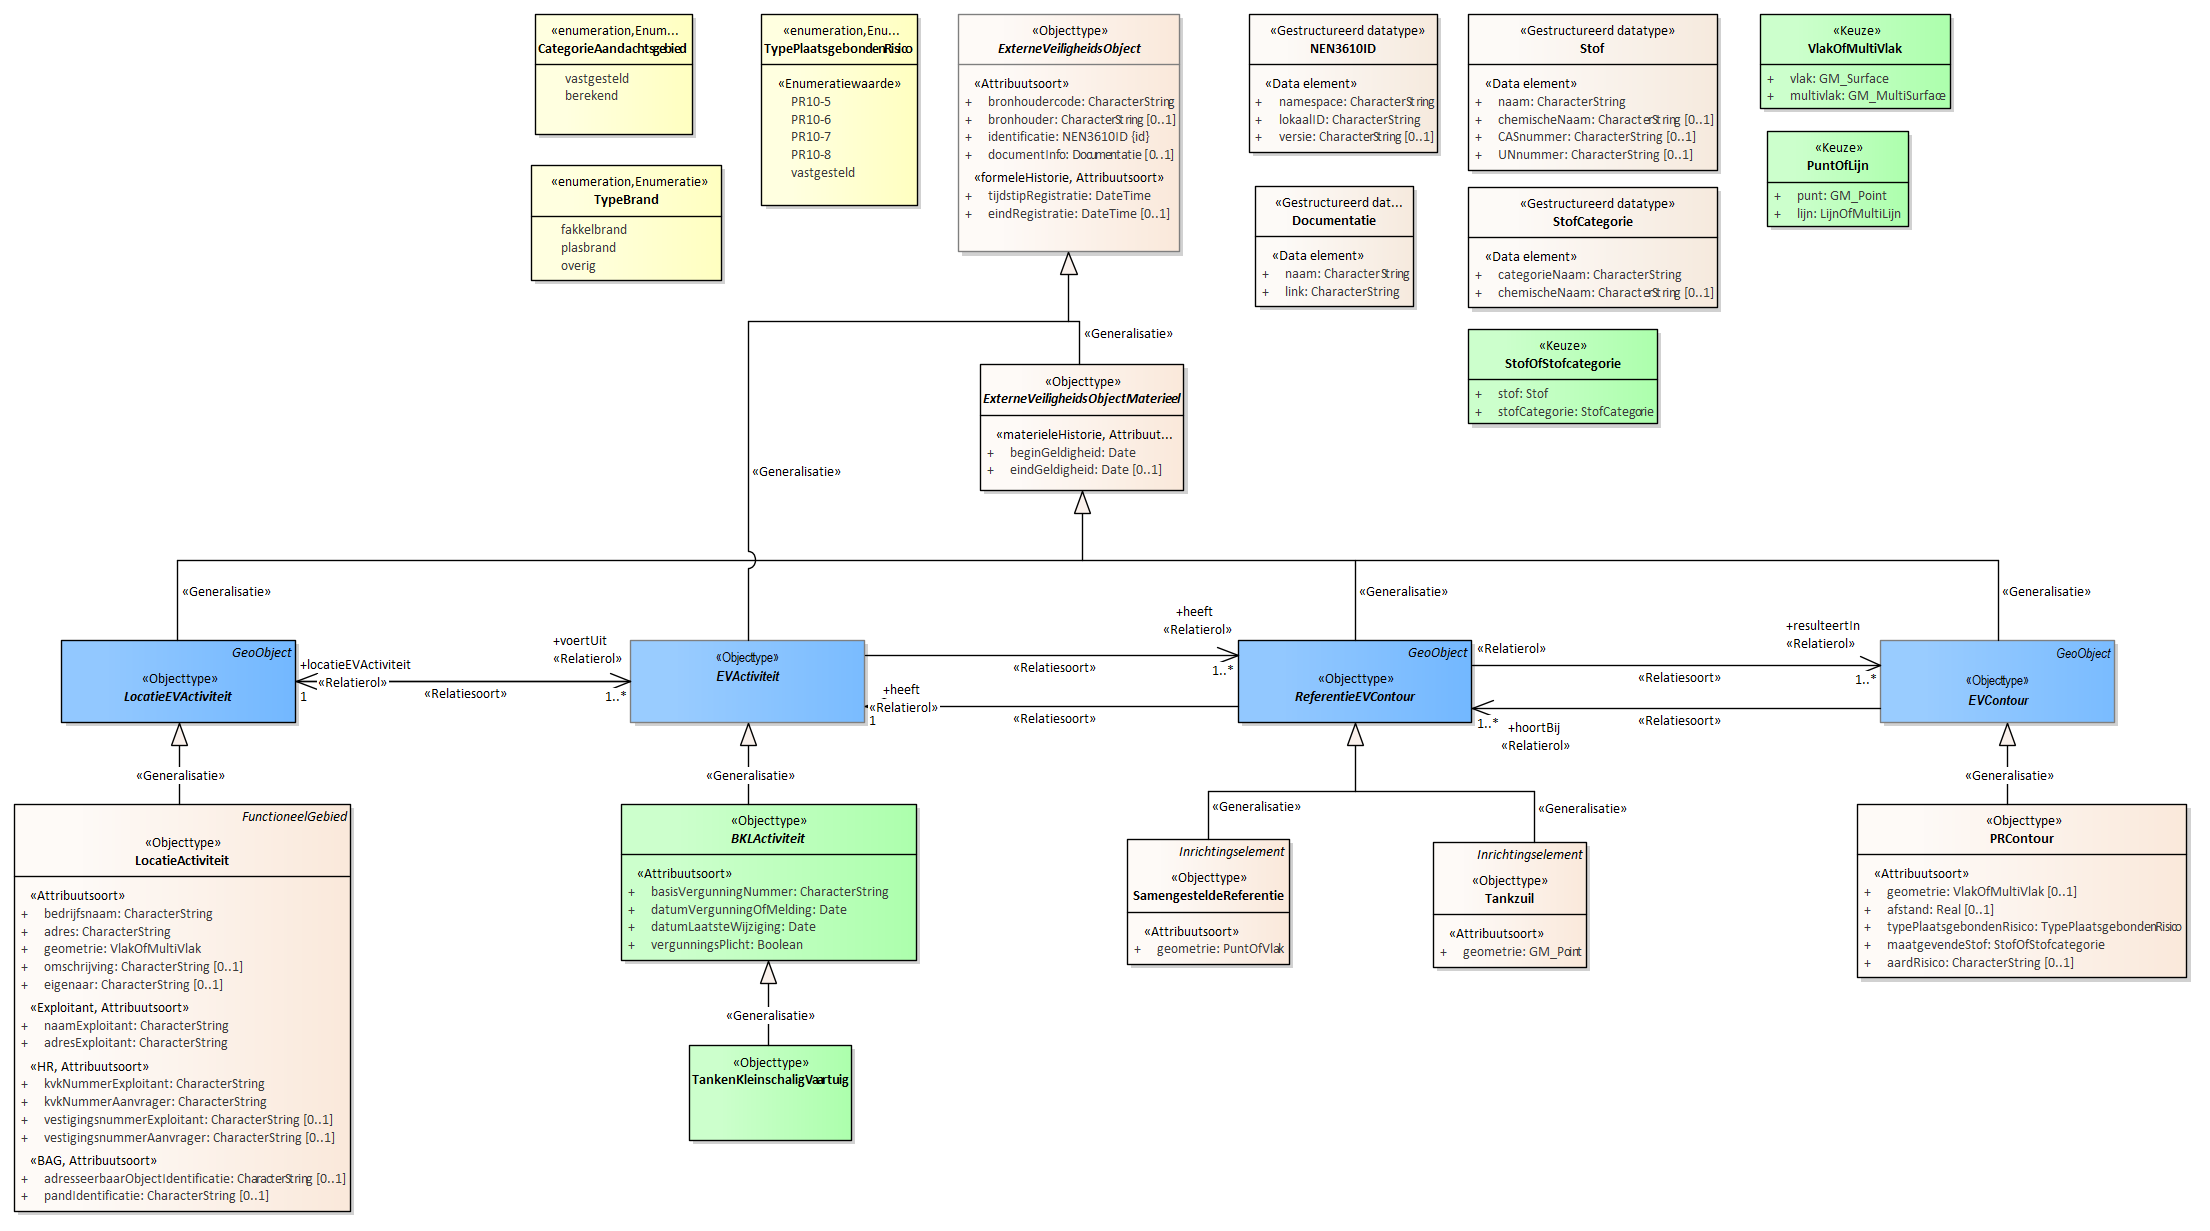 «enumeration,Enum...
CategorieAandachtsgebied
vastgesteld
berekend
«enumeration,Enumeratie»
TypeBrand
fakkelbrand
plasbrand
overig
«enumeration,Enu...
TypePlaatsgebondenRisico
«Enumeratiewaarde»
PR10-5
PR10-6
PR10-7
PR10-8
vastgesteld
«Objecttype»
ExterneVeiligheidsObject
«Attribuutsoort»
+ bronhoudercode: CharacterString
+ bronhouder: CharacterString [0..1]
+ identificatie: NEN3610ID {id}
+ documentInfo: Documentatie [0..1]
«formeleHistorie, Attribuutsoort»
+ tijdstipRegistratie: DateTime
+ eindRegistratie: DateTime [0..1]
«Gestructureerd datatype»
NEN3610ID
«Data element»
+ namespace: CharacterString
+ lokaalID: CharacterString
+ versie: CharacterString [0..1]
«Gestructureerd dat...
Documentatie
«Data element»
+ naam: CharacterString
+ link: CharacterString
«Gestructureerd datatype»
Stof
«Data element»
+ naam: CharacterString
+ chemischeNaam: CharacterString [0..1]
+ CASnummer: CharacterString [0..1]
+ UNnummer: CharacterString [0..1]
«Gestructureerd datatype»
StofCategorie
«Data element»
+ categorieNaam: CharacterString
+ chemischeNaam: CharacterString [0..1]
«Keuze»
StofOfStofcategorie
+ stof: Stof
+ stofCategorie: StofCategorie
«Keuze»
VlakOfMultiVlak
+ vlak: GM_Surface
+ multivlak: GM_MultiSurface
«Keuze»
PuntOfLijn
+ punt: GM_Point
+ lijn: LijnOfMultiLijn
«Generalisatie»
«Objecttype»
ExterneVeiligheidsObjectMaterieel
«materieleHistorie, Attribuut...
+ beginGeldigheid: Date
+ eindGeldigheid: Date [0..1]
«Generalisatie»
«Generalisatie»
«Generalisatie»
«Generalisatie»
GeoObject
«Objecttype»
LocatieEVActiviteit
+locatieEVActiviteit
«Relatierol»
1
«Relatiesoort»
+voertUit
«Relatierol»
1..*
«Objecttype»
EVActiviteit
+heeft
«Relatierol»
1..*
«Relatiesoort»
+heeft
«Relatierol»
1
«Relatiesoort»
GeoObject
«Objecttype»
ReferentieEVContour
«Relatierol»
«Relatiesoort»
+resulteertIn
«Relatierol»
1..*
1..*
+hoortBij
«Relatierol»
«Relatiesoort»
GeoObject
«Objecttype»
EVContour
«Generalisatie»
«Generalisatie»
«Generalisatie»
«Generalisatie»
«Generalisatie»
FunctioneelGebied
«Objecttype»
LocatieActiviteit
«Attribuutsoort»
+ bedrijfsnaam: CharacterString
+ adres: CharacterString
+ geometrie: VlakOfMultiVlak
+ omschrijving: CharacterString [0..1]
+ eigenaar: CharacterString [0..1]
«Exploitant, Attribuutsoort»
+ naamExploitant: CharacterString
+ adresExploitant: CharacterString
«HR, Attribuutsoort»
+ kvkNummerExploitant: CharacterString
+ kvkNummerAanvrager: CharacterString
+ vestigingsnummerExploitant: CharacterString [0..1]
+ vestigingsnummerAanvrager: CharacterString [0..1]
«BAG, Attribuutsoort»
+ adresseerbaarObjectIdentificatie: CharacterString [0..1]
+ pandIdentificatie: CharacterString [0..1]
«Objecttype»
BKLActiviteit
«Attribuutsoort»
+ basisVergunningNummer: CharacterString
+ datumVergunningOfMelding: Date
+ datumLaatsteWijziging: Date
+ vergunningsPlicht: Boolean
«Generalisatie»
«Objecttype»
TankenKleinschaligVaartuig
Inrichtingselement
«Objecttype»
SamengesteldeReferentie
«Attribuutsoort»
+ geometrie: PuntOfVlak
Inrichtingselement
«Objecttype»
Tankzuil
«Attribuutsoort»
+ geometrie: GM_Point
«Objecttype»
PRContour
«Attribuutsoort»
+ geometrie: VlakOfMultiVlak [0..1]
+ afstand: Real [0..1]
+ typePlaatsgebondenRisico: TypePlaatsgebondenRisico
+ maatgevendeStof: StofOfStofcategorie
+ aardRisico: CharacterString [0..1]